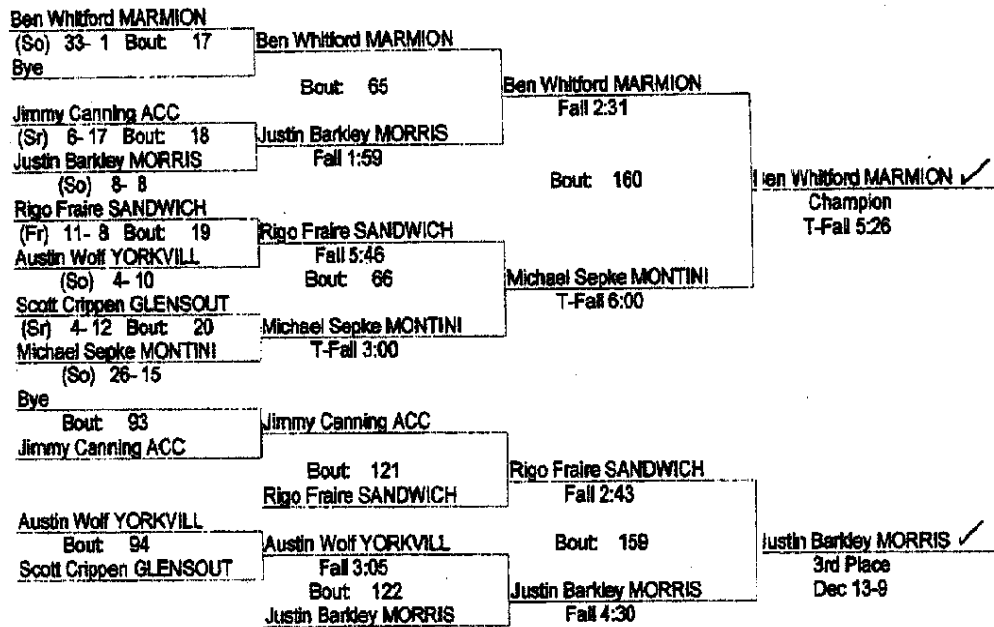 Ben Whitford MARMION
(So) 33- 1 Bout: 17
Bye
Ben Whitford MARMION
Bout: 65
Jimmy Canning ACC
(Sr) 6- 17 Bout: 18
Justin Barkley MORRIS
(So) 8- 8
Justin Barkley MORRIS
Fall 1:59
Ben Whitford MARMION
Fall 2:31
Bout: 160
Rigo Fraire SANDWICH
(Fr) 11- 8 Bout: 19
Austin Wolf YORKVILL
(So) 4- 10
Rigo Fraire SANDWICH
Fall 5:46
Bout: 66
Scott Crippen GLENSOUT
(Sr) 4- 12 Bout: 20
Michael Sepke MONTINI
(So) 26- 15
Michael Sepke MONTINI
T-Fall 3:00
Michael Sepke MONTINI
T-Fall 6:00
Ben Whitford MARMION
Champion
T-Fall 5:26
Bye
Bout: 93
Jimmy Canning ACC
Jimmy Canning ACC
Bout: 121
Rigo Fraire SANDWICH
Rigo Fraire SANDWICH
Fall 2:43
Bout: 159
Austin Wolf YORKVILL
Bout: 94
Scott Crippen GLENSOUT
Austin Wolf YORKVILL
Fall 3:05
Bout: 122
Justin Barkley MORRIS
Justin Barkley MORRIS
Fall 4:30
Justin Barkley MORRIS
3rd Place
Dec 13-9